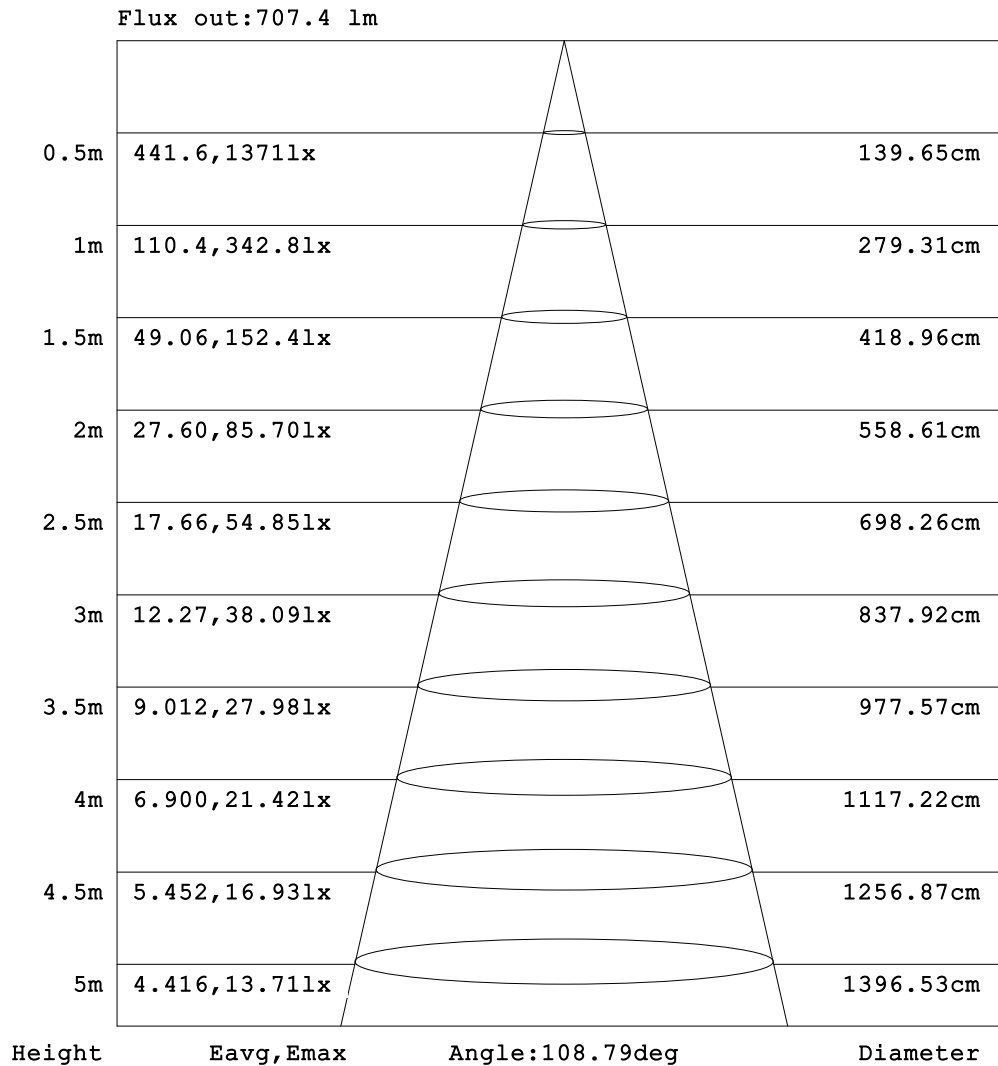 Flux out:707.4 lm
0.5m 441.6,1371lx 139.65cm
1m 110.4,342.8lx 279.31cm
1.5m 49.06,152.4lx 418.96cm
2m 27.60,85.70lx 558.61cm
2.5m 17.66,54.85lx 698.26cm
3m 12.27,38.09lx 837.92cm
3.5m 9.012,27.98lx 977.57cm
4m 6.900,21.42lx 1117.22cm
4.5m 5.452,16.93lx 1256.87cm
5m 4.416,13.71lx 1396.53cm
Height Eavg,Emax Angle:108.79deg Diameter